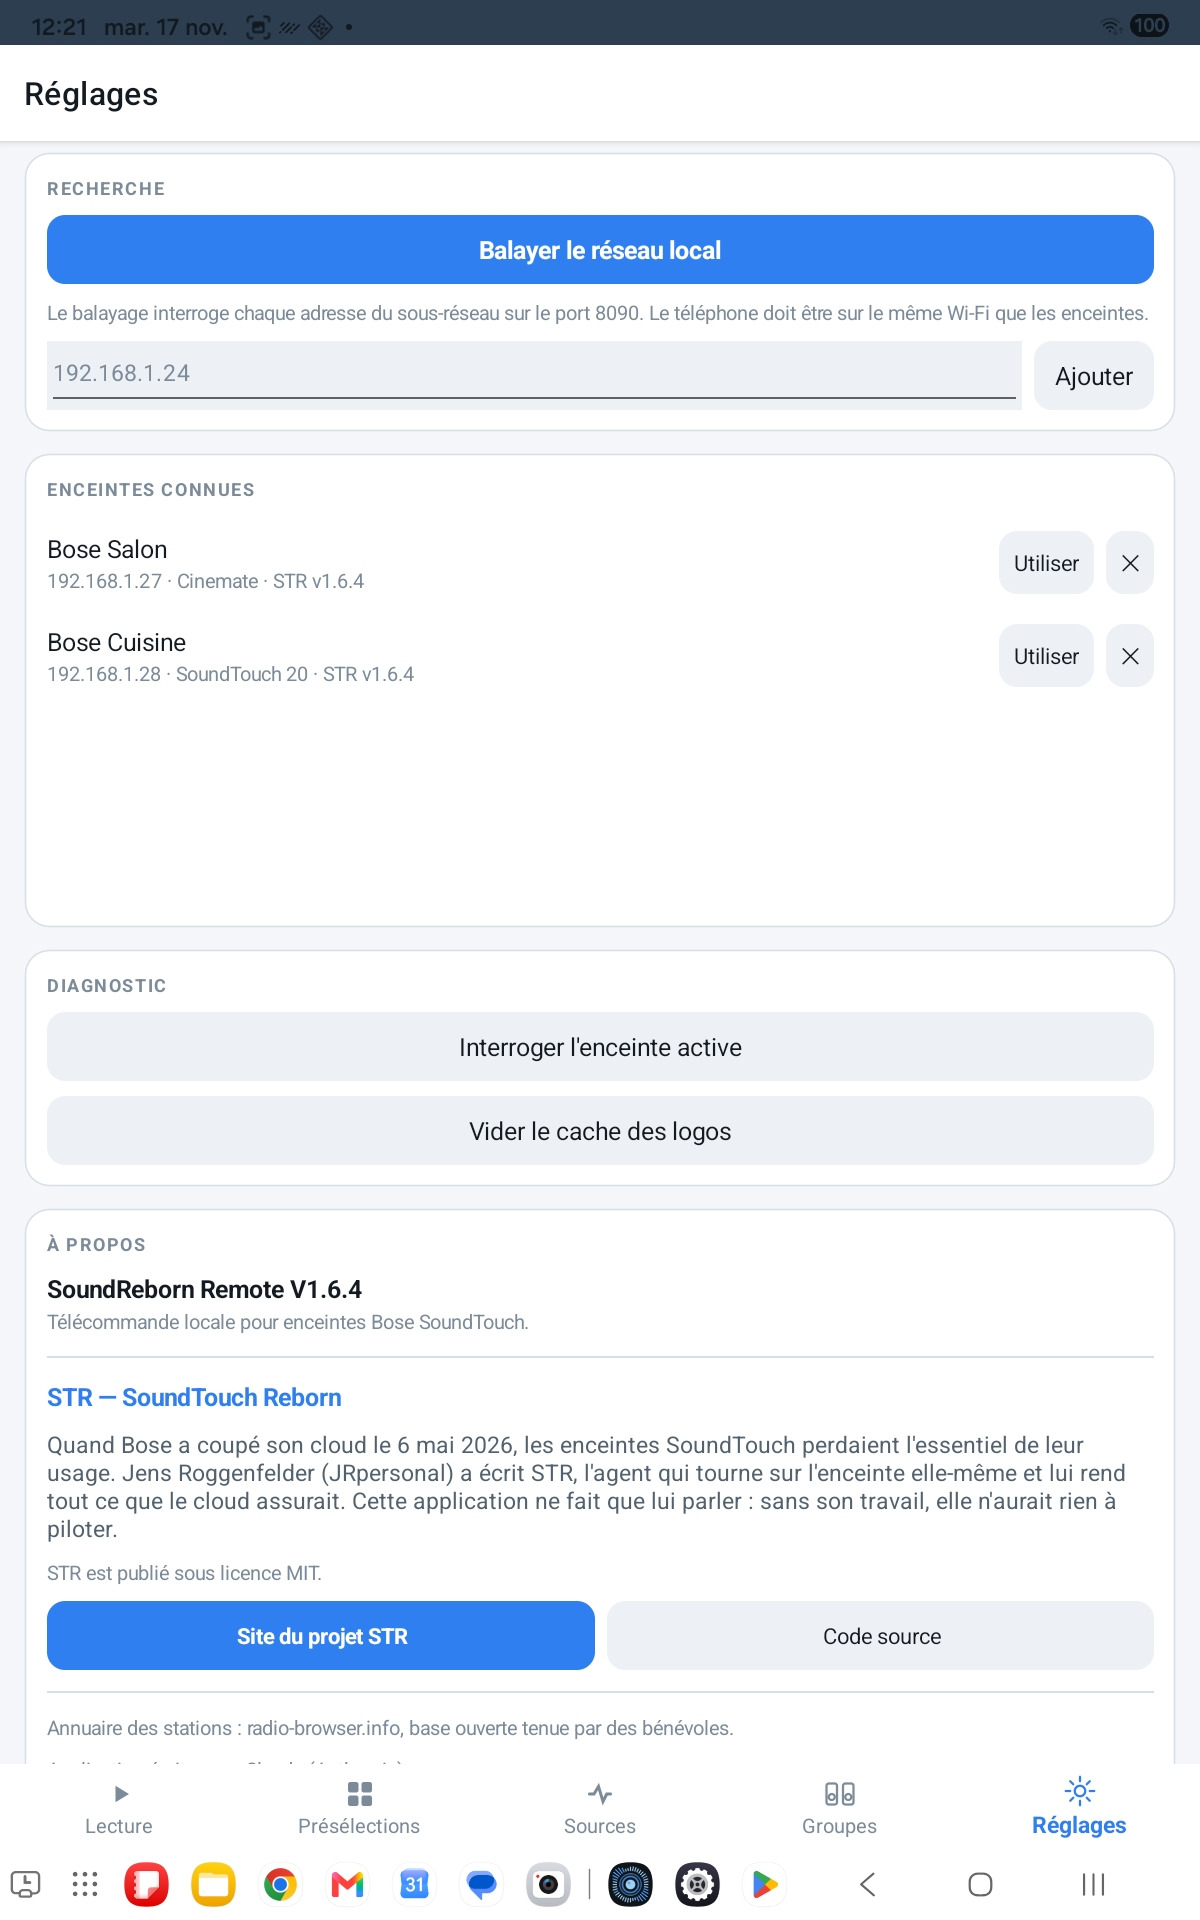 12:21 mar. 17 nov.
100
Réglages
RECHERCHE
Balayer le réseau local
Le balayage interroge chaque adresse du sous-réseau sur le port 8090. Le téléphone doit être sur le même Wi-Fi que les enceintes.
192.168.1.24
Ajouter
ENCEINTES CONNUES
Bose Salon
192.168.1.27 · Cinemate · STR v1.6.4
Utiliser
Bose Cuisine
192.168.1.28 · SoundTouch 20 · STR v1.6.4
Utiliser
DIAGNOSTIC
Interroger l'enceinte active
Vider le cache des logos
À PROPOS
SoundReborn Remote V1.6.4
Télécommande locale pour enceintes Bose SoundTouch.
STR — SoundTouch Reborn
Quand Bose a coupé son cloud le 6 mai 2026, les enceintes SoundTouch perdaient l'essentiel de leur
usage. Jens Roggenfelder (JRpersonal) a écrit STR, l'agent qui tourne sur l'enceinte elle-même et lui rend
tout ce que le cloud assurait. Cette application ne fait que lui parler : sans son travail, elle n'aurait rien à
piloter.
STR est publié sous licence MIT.
Site du projet STR
Code source
Annuaire des stations : radio-browser.info, base ouverte tenue par des bénévoles.
Lecture
Présélections
Sources
Groupes
Réglages
31